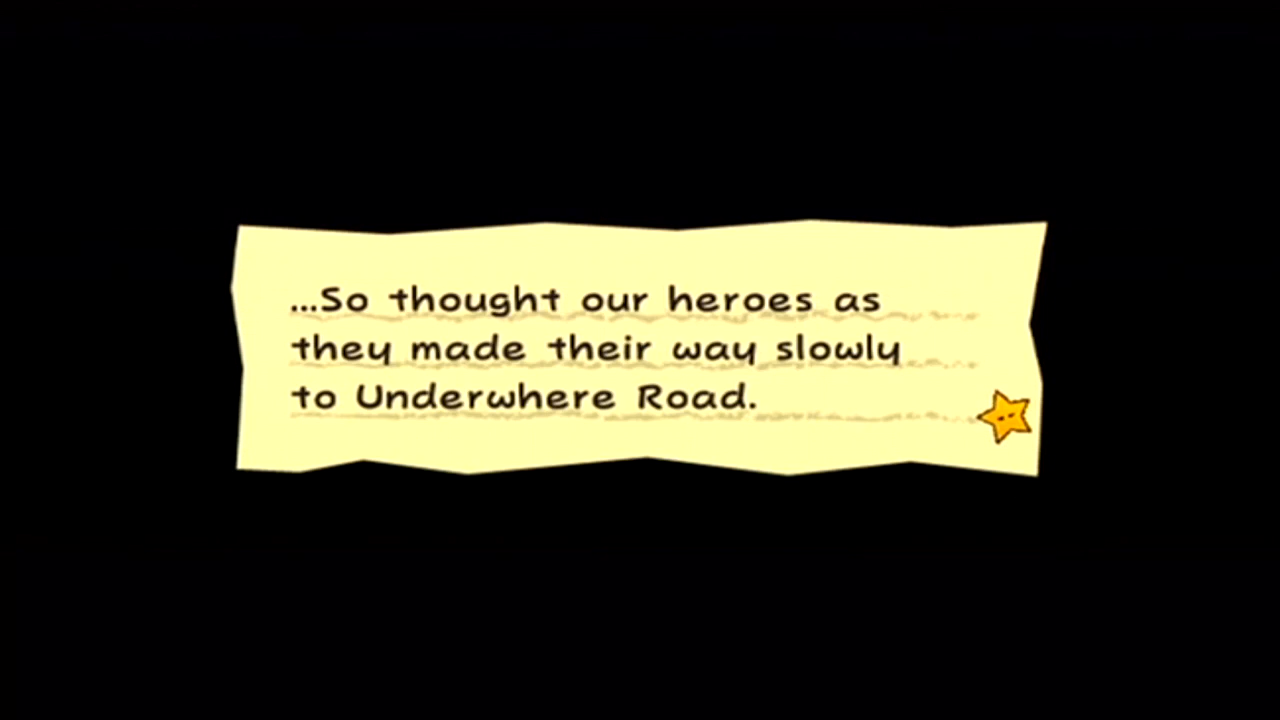 ...So thought our heroes as
they made their way slowly
to Underwhere Road.